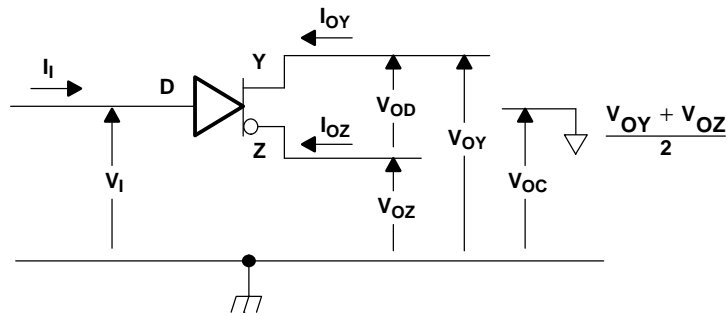 I_OY
I_I
D
Y
V_OD
V_OY
I_OZ
Z
V_I
V_OZ
V_OC
V_OY + V_OZ
2